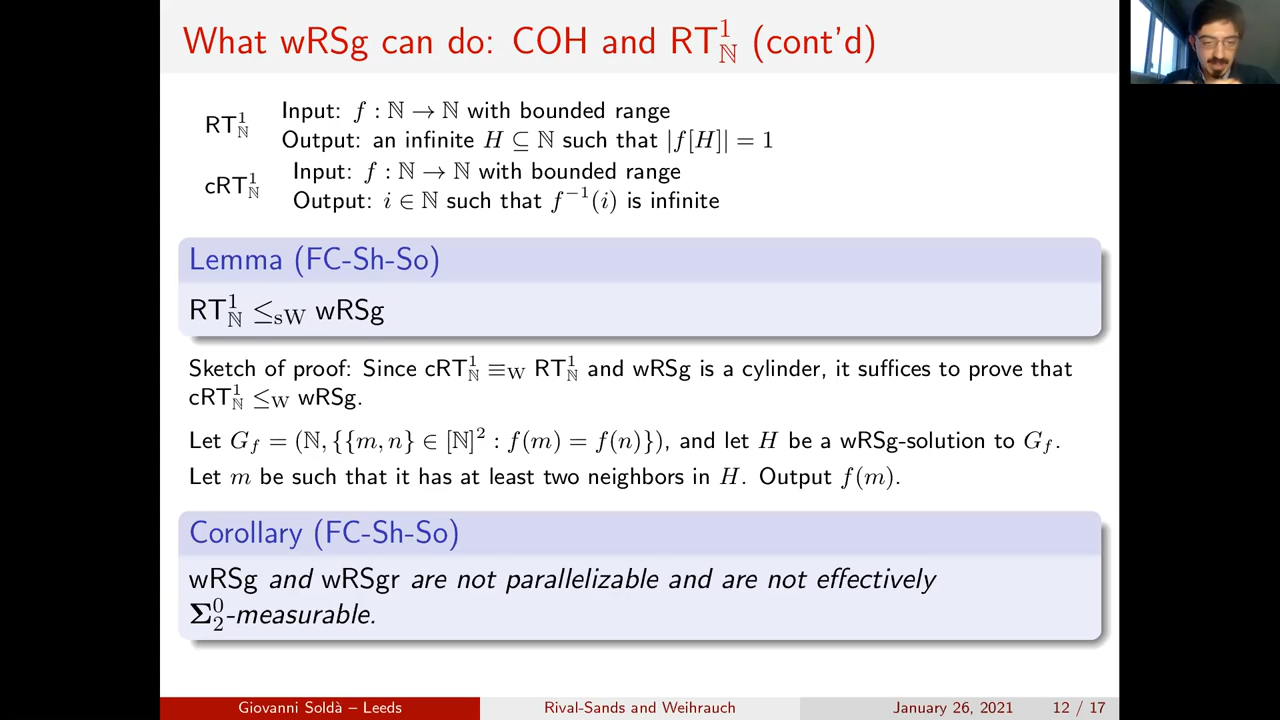 What wRSg can do: COH and RT¹_ℕ (cont'd)
RT¹_ℕ Input: f : ℕ → ℕ with bounded range
Output: an infinite H ⊆ ℕ such that |f[H]| = 1
cRT¹_ℕ Input: f : ℕ → ℕ with bounded range
Output: i ∈ ℕ such that f⁻¹(i) is infinite
Lemma (FC-Sh-So)
RT¹_ℕ ≤_sW wRSg
Sketch of proof: Since cRT¹_ℕ ≡_W RT¹_ℕ and wRSg is a cylinder, it suffices to prove that
cRT¹_ℕ ≤_W wRSg.
Let G_f = (ℕ, {{m, n} ∈ [ℕ]² : f(m) = f(n)}), and let H be a wRSg-solution to G_f.
Let m be such that it has at least two neighbors in H. Output f(m).
Corollary (FC-Sh-So)
wRSg and wRSgr are not parallelizable and are not effectively
Σ⁰₂-measurable.
Giovanni Soldà – Leeds Rival-Sands and Weihrauch January 26, 2021 12 / 17